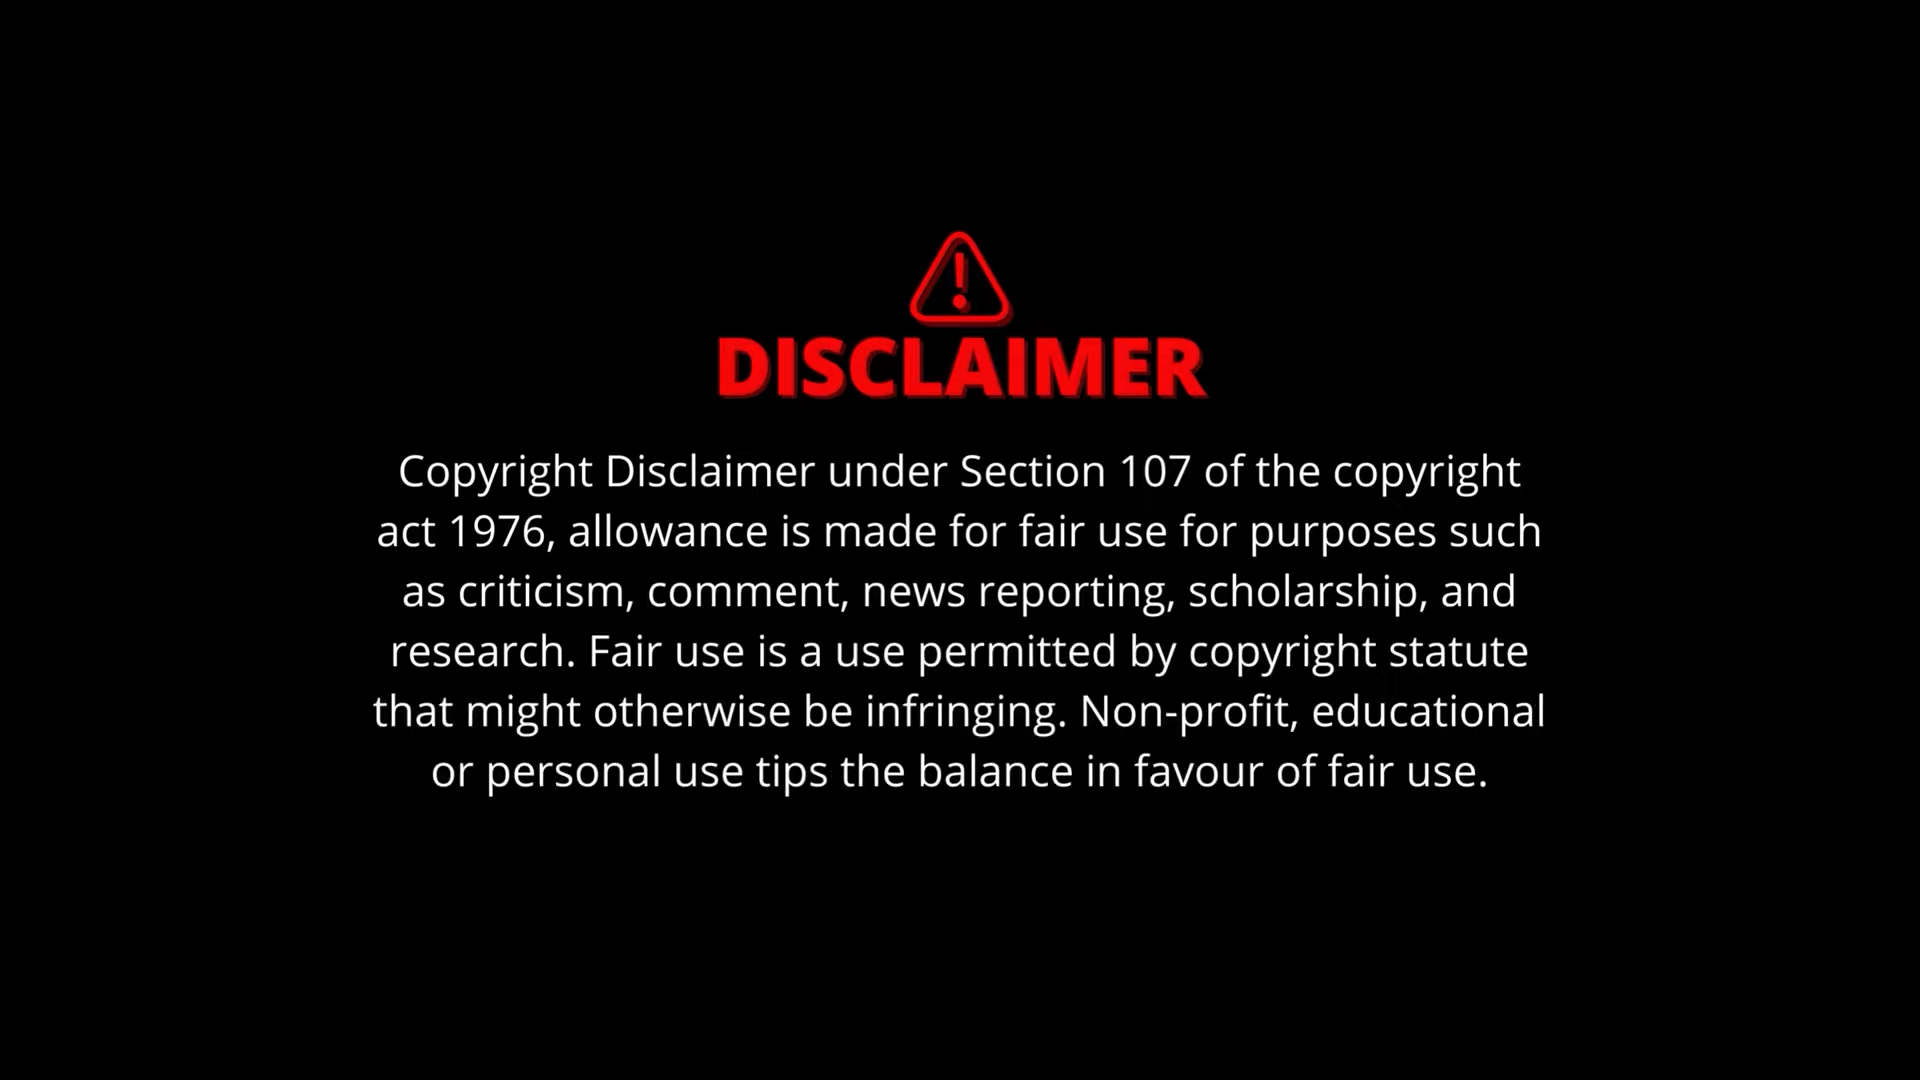 DISCLAIMER
Copyright Disclaimer under Section 107 of the copyright
act 1976, allowance is made for fair use for purposes such
as criticism, comment, news reporting, scholarship, and
research. Fair use is a use permitted by copyright statute
that might otherwise be infringing. Non-profit, educational
or personal use tips the balance in favour of fair use.